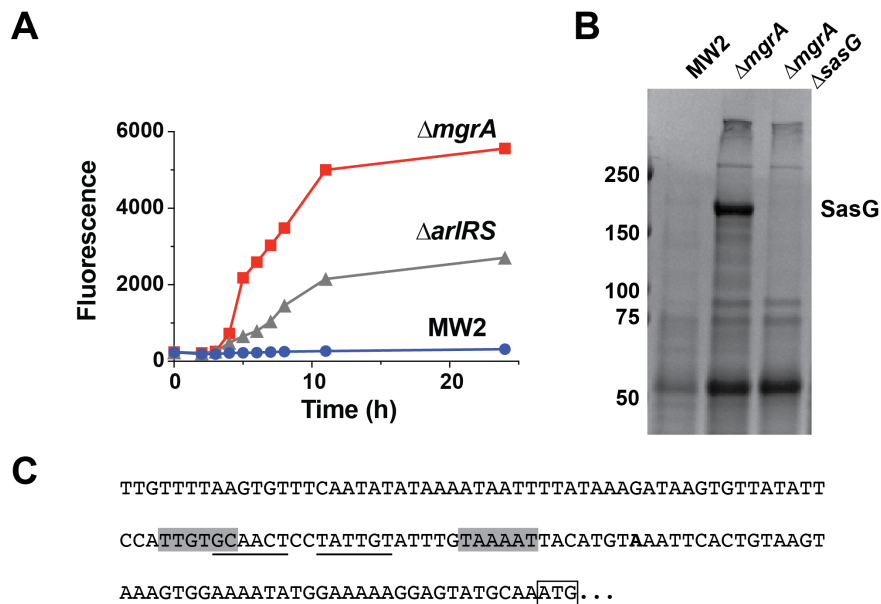 A
B
MW2
ΔmgrA
ΔmgrA
ΔsasG
6000
4000
2000
0
0
10
20
Fluorescence
Time (h)
ΔmgrA
ΔarlRS
MW2
250
150
100
75
50
SasG
C
TTGTTTTAAGTGTTTCAATATATAAAATAATTTTATAAAGATAAGTGTTATATT
CCATTGTGCAACTCCTATTGTATTTGTAAAATTACATGTAAATTCACTGTAAGT
AAAGTGGAAAATATGGAAAAAGGAGTATGCAAATG...